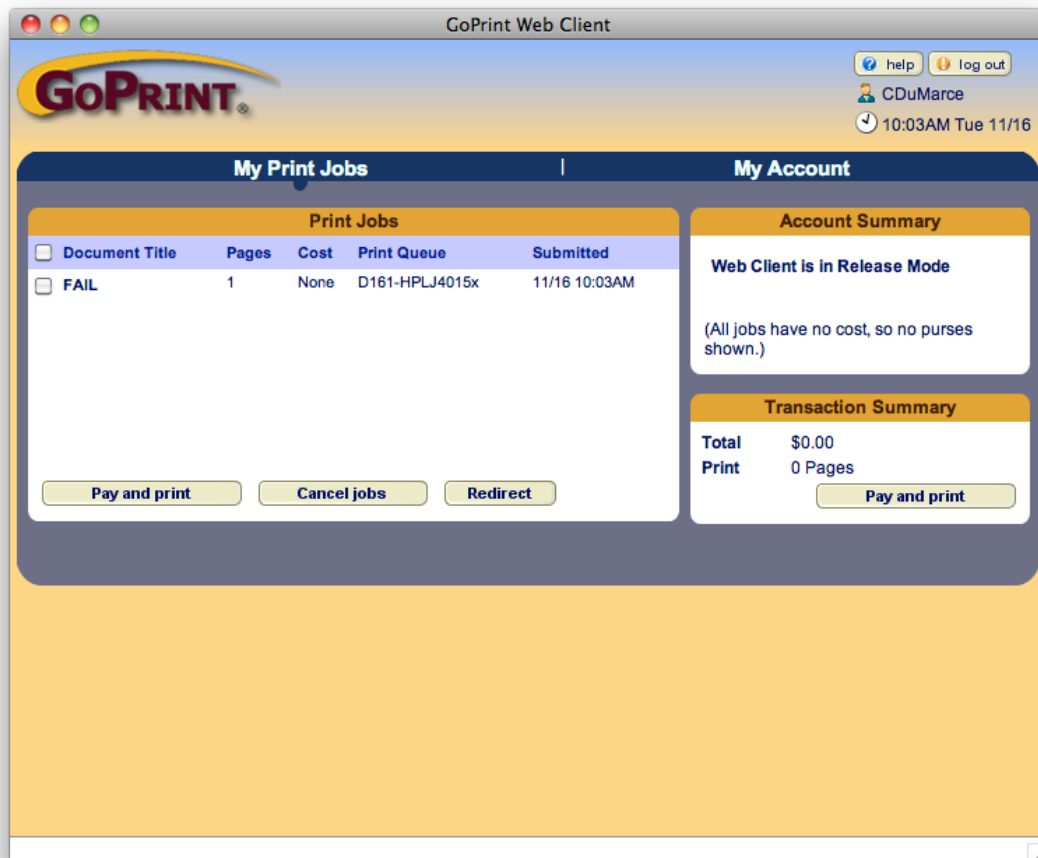 GoPrint Web Client
GOPRINT®
help log out
CDuMarce
10:03AM Tue 11/16
My Print Jobs | My Account
Print Jobs
Document Title Pages Cost Print Queue Submitted
FAIL 1 None D161-HPLJ4015x 11/16 10:03AM
Pay and print Cancel jobs Redirect
Account Summary
Web Client is in Release Mode
(All jobs have no cost, so no purses
shown.)
Transaction Summary
Total $0.00
Print 0 Pages
Pay and print